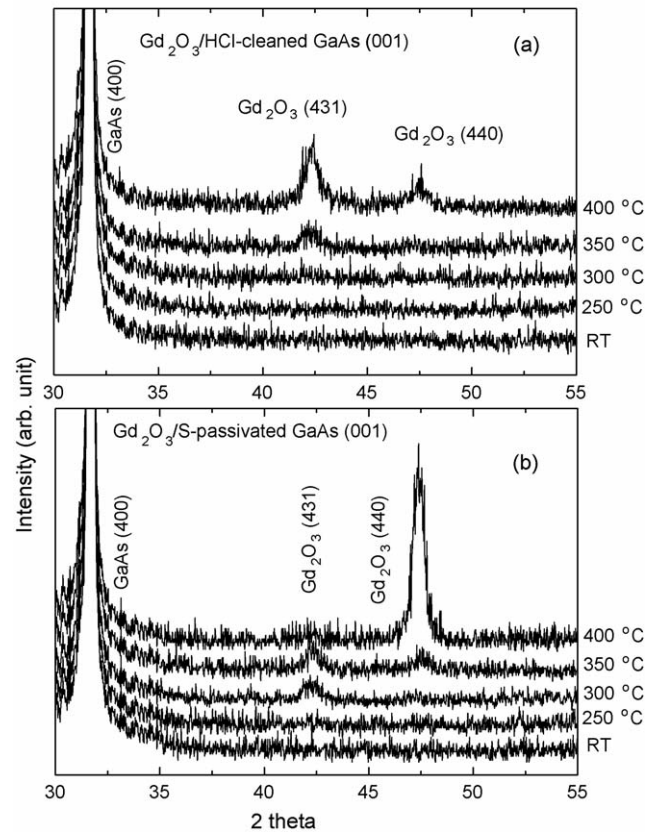 Gd2O3/HCl-cleaned GaAs (001)
(a)
GaAs (400)
Gd2O3 (431)
Gd2O3 (440)
400 °C
350 °C
300 °C
250 °C
RT
30 35 40 45 50 55
Intensity (arb. unit)
Gd2O3/S-passivated GaAs (001)
(b)
GaAs (400)
Gd2O3 (431)
Gd2O3 (440)
400 °C
350 °C
300 °C
250 °C
RT
30 35 40 45 50 55
2 theta